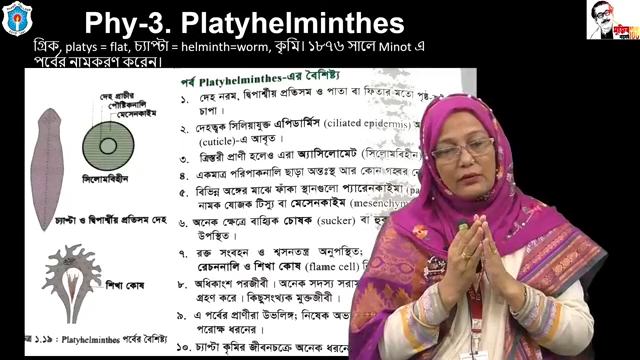 Phy-3. Platyhelminthes
গ্রিক, platys = flat, চ্যাপ্টা = helminth=worm, কৃমি। ১৮৭৬ সালে Minot এ
পর্বের নামকরণ করেন।
পর্ব Platyhelminthes-এর বৈশিষ্ট্য
১। দেহ নরম, দ্বিপার্শ্বীয় প্রতিসম ও পাতা বা ফিতার মতো পৃষ্ঠ-
চাপা।
২। দেহত্বক সিলিয়াযুক্ত এপিডার্মিস (ciliated epidermis)
(cuticle)-এ আবৃত।
৩। ত্রিস্তরী প্রাণী হলেও এরা অ্যাসিলোমেট (সিলোমবিহীন)
৪। একমাত্র পরিপাকনালি ছাড়া অন্তঃস্থ আর কোন গহ্বর
৫। বিভিন্ন অঙ্গের মাঝে ফাঁকা স্থানগুলো প্যারেনকাইমা
নামক যোজক টিস্যু বা মেসেনকাইম
৬। অনেক ক্ষেত্রে বাহ্যিক চোষক (sucker) বা
উপস্থিত।
৭। রক্ত সংবহন ও শ্বসনতন্ত্র অনুপস্থিত;
রেচননালি ও শিখা কোষ (flame cell)
৮। অধিকাংশ পরজীবী। অনেক সদস্য
গ্রহণ করে। কিছুসংখ্যক মুক্তজীবী।
৯। এ পর্বের প্রাণীরা উভলিঙ্গ; নিষেক
পরোক্ষ ধরনের।
১০। চ্যাপ্টা কৃমির জীবনচক্রে অনেক
দেহ প্রাচীর
পৌষ্টিকনালি
মেসেনকাইম
সিলোমবিহীন
চ্যাপ্টা ও দ্বিপার্শ্বীয় প্রতিসম দেহ
শিখা কোষ
১.১৯ : Platyhelminthes পর্বের বৈশিষ্ট্য